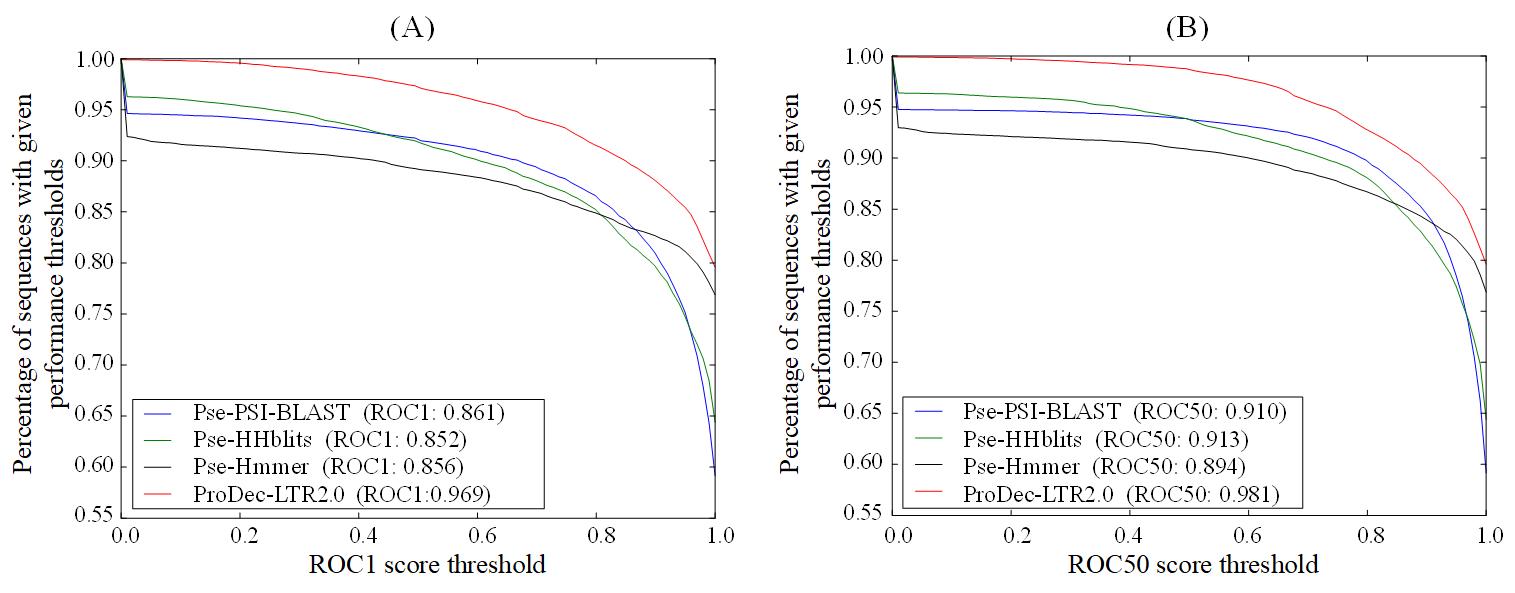 (A)
Percentage of sequences with given
performance thresholds
1.00
0.95
0.90
0.85
0.80
0.75
0.70
0.65
0.60
0.55
Pse-PSI-BLAST (ROC1: 0.861)
Pse-HHblits (ROC1: 0.852)
Pse-Hmmer (ROC1: 0.856)
ProDec-LTR2.0 (ROC1:0.969)
0.0 0.2 0.4 0.6 0.8 1.0
ROC1 score threshold
(B)
Percentage of sequences with given
performance thresholds
1.00
0.95
0.90
0.85
0.80
0.75
0.70
0.65
0.60
0.55
Pse-PSI-BLAST (ROC50: 0.910)
Pse-HHblits (ROC50: 0.913)
Pse-Hmmer (ROC50: 0.894)
ProDec-LTR2.0 (ROC50: 0.981)
0.0 0.2 0.4 0.6 0.8 1.0
ROC50 score threshold